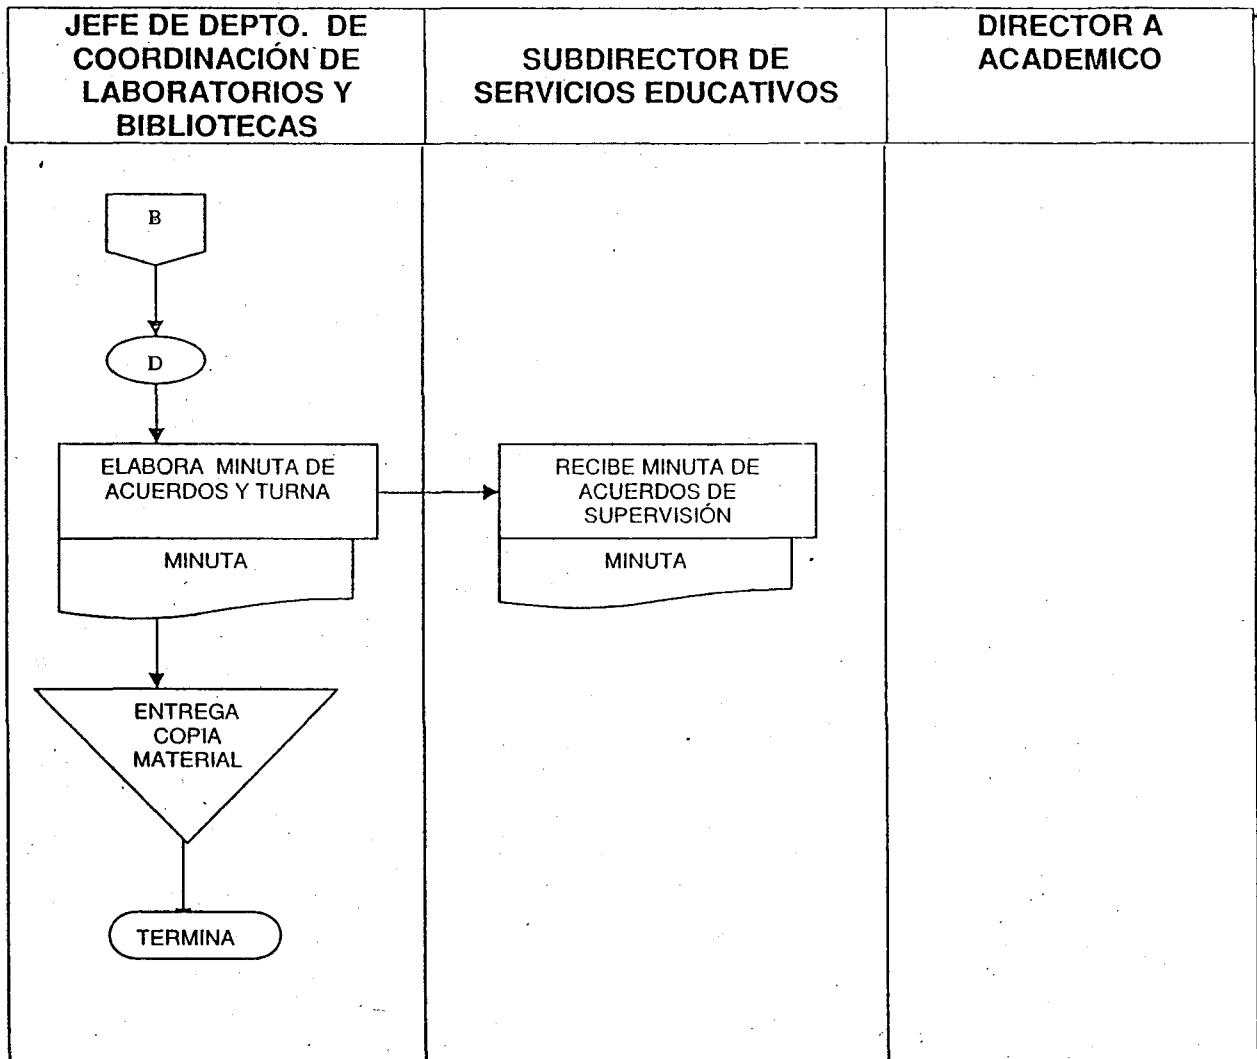 JEFE DE DEPTO. DE
COORDINACIÓN DE
LABORATORIOS Y
BIBLIOTECAS
SUBDIRECTOR DE
SERVICIOS EDUCATIVOS
DIRECTOR A
ACADEMICO
B
D
ELABORA MINUTA DE
ACUERDOS Y TURNA
MINUTA
RECIBE MINUTA DE
ACUERDOS DE
SUPERVISIÓN
MINUTA
ENTREGA
COPIA
MATERIAL
TERMINA